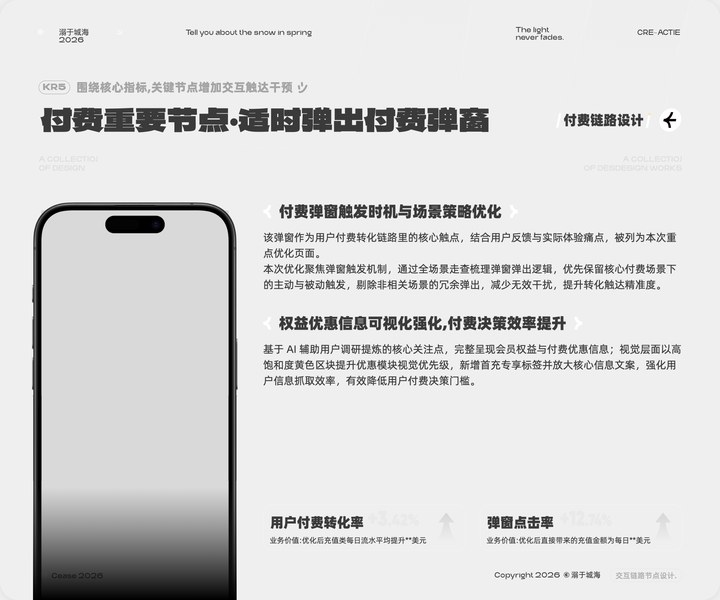 溺于城海
2026
Tell you about the snow in spring
The light
never fades.
CRE-ACTIE
KR5 围绕核心指标,关键节点增加交互触达干预
付费重要节点·适时弹出付费弹窗
付费链路设计
A COLLECTIOI
OF DESIGN
A COLLECTIOI
付费弹窗触发时机与场景策略优化
该弹窗作为用户付费转化链路里的核心触点，结合用户反馈与实际体验痛点，被列为本次重
点优化页面。
本次优化聚焦弹窗触发机制，通过全场景走查梳理弹窗弹出逻辑，优先保留核心付费场景下
的主动与被动触发，剔除非相关场景的冗余弹出，减少无效干扰，提升转化触达精准度。
权益优惠信息可视化强化,付费决策效率提升
基于 AI 辅助用户调研提炼的核心关注点，完整呈现会员权益与付费优惠信息；视觉层面以高
饱和度黄色区块提升优惠模块视觉优先级，新增首充专享标签并放大核心信息文案，强化用
户信息抓取效率，有效降低用户付费决策门槛。
用户付费转化率
业务价值:优化后充值类每日流水平均提升**美元
弹窗点击率
业务价值:优化后直接带来的充值金额为每日**美元
Cease 2026
Copyright 2026 ®溺于城海
交互链路节点设计.